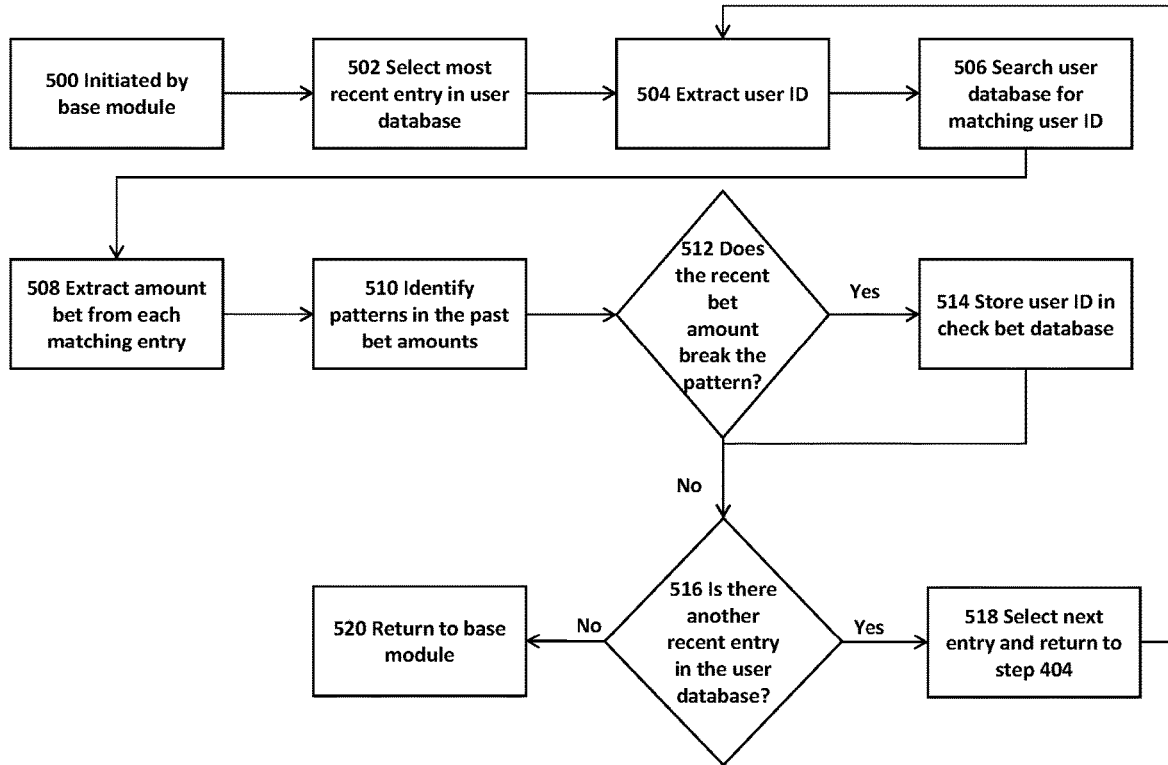 500 Initiated by
base module
502 Select most
recent entry in user
database
504 Extract user ID
506 Search user
database for
matching user ID
508 Extract amount
bet from each
matching entry
510 Identify
patterns in the past
bet amounts
512 Does
the recent
bet
amount
break the
pattern?
Yes
514 Store user ID in
check bet database
No
520 Return to base
module
No
516 Is there
another
recent entry
in the user
database?
Yes
518 Select next
entry and return to
step 404